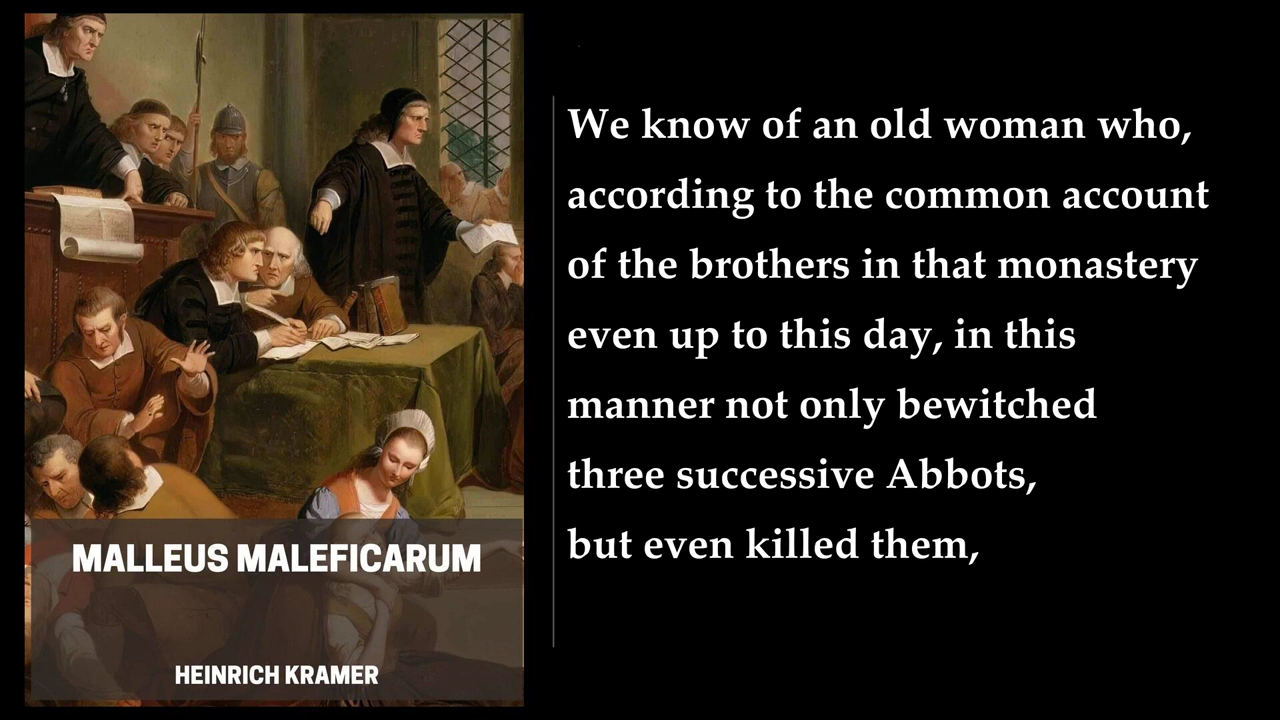 MALLEUS MALEFICARUM
HEINRICH KRAMER
We know of an old woman who,
according to the common account
of the brothers in that monastery
even up to this day, in this
manner not only bewitched
three successive Abbots,
but even killed them,